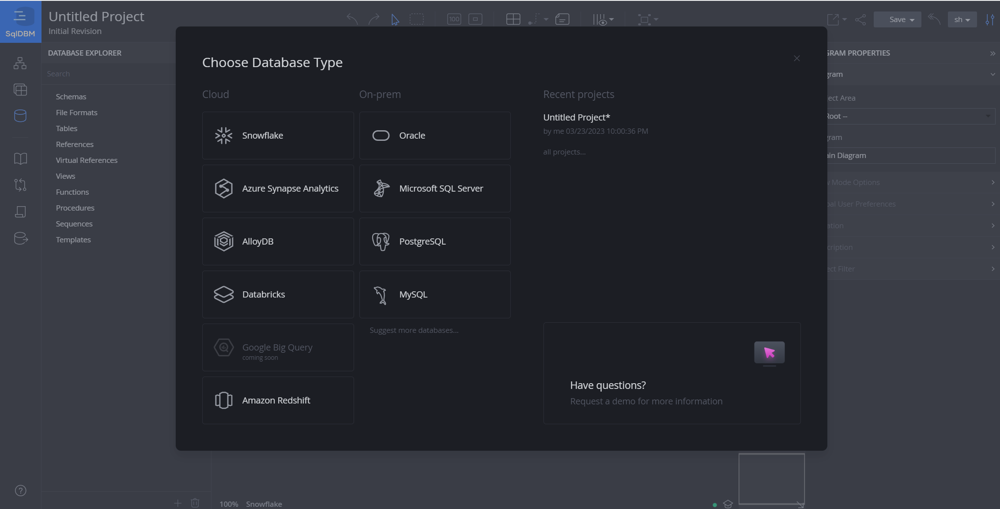 SqlDBM
Untitled Project
Initial Revision
100
Save
sh
DATABASE EXPLORER
Search
Schemas
File Formats
Tables
References
Virtual References
Views
Functions
Procedures
Sequences
Templates
Choose Database Type
Cloud
Snowflake
Azure Synapse Analytics
AlloyDB
Databricks
Google Big Query
coming soon
Amazon Redshift
On-prem
Oracle
Microsoft SQL Server
PostgreSQL
MySQL
Suggest more databases...
Recent projects
Untitled Project*
by me 03/23/2023 10:00:36 PM
all projects...
Have questions?
Request a demo for more information
GRAM PROPERTIES
gram
ect Area
Root --
gram
ain Diagram
w Mode Options
bal User Preferences
ation
cription
ect Filter
?
100% Snowflake